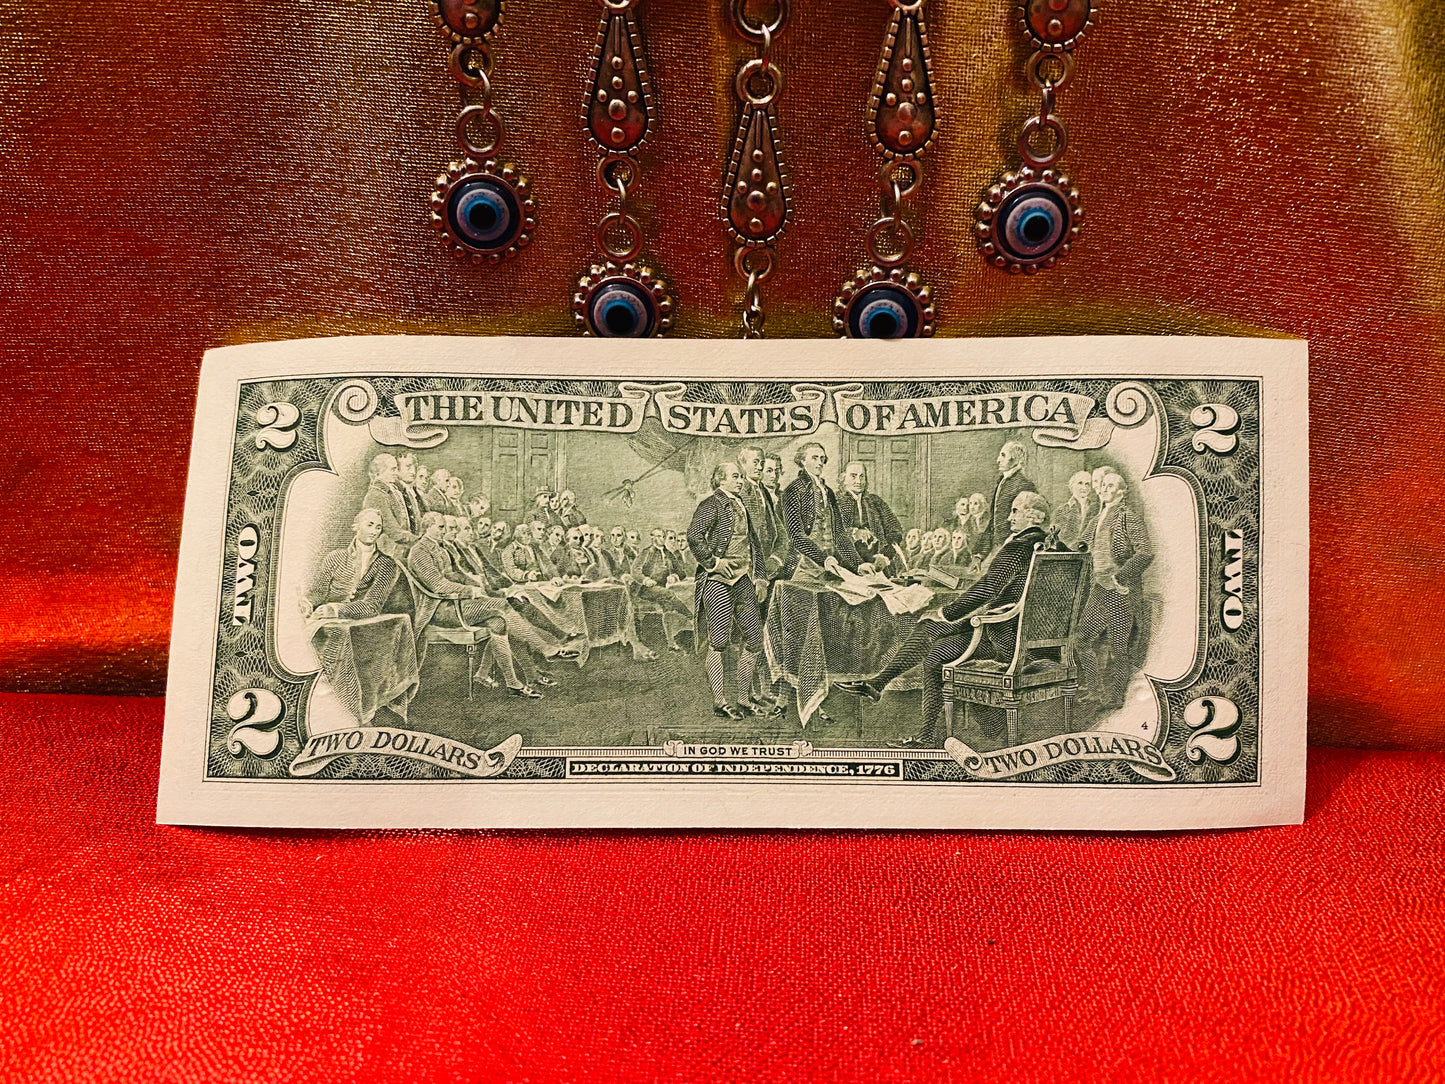 THE UNITED STATES OF AMERICA
2 2
TWO TWO
2 2
4
TWO DOLLARS IN GOD WE TRUST TWO DOLLARS
DECLARATION OF INDEPENDENCE, 1776